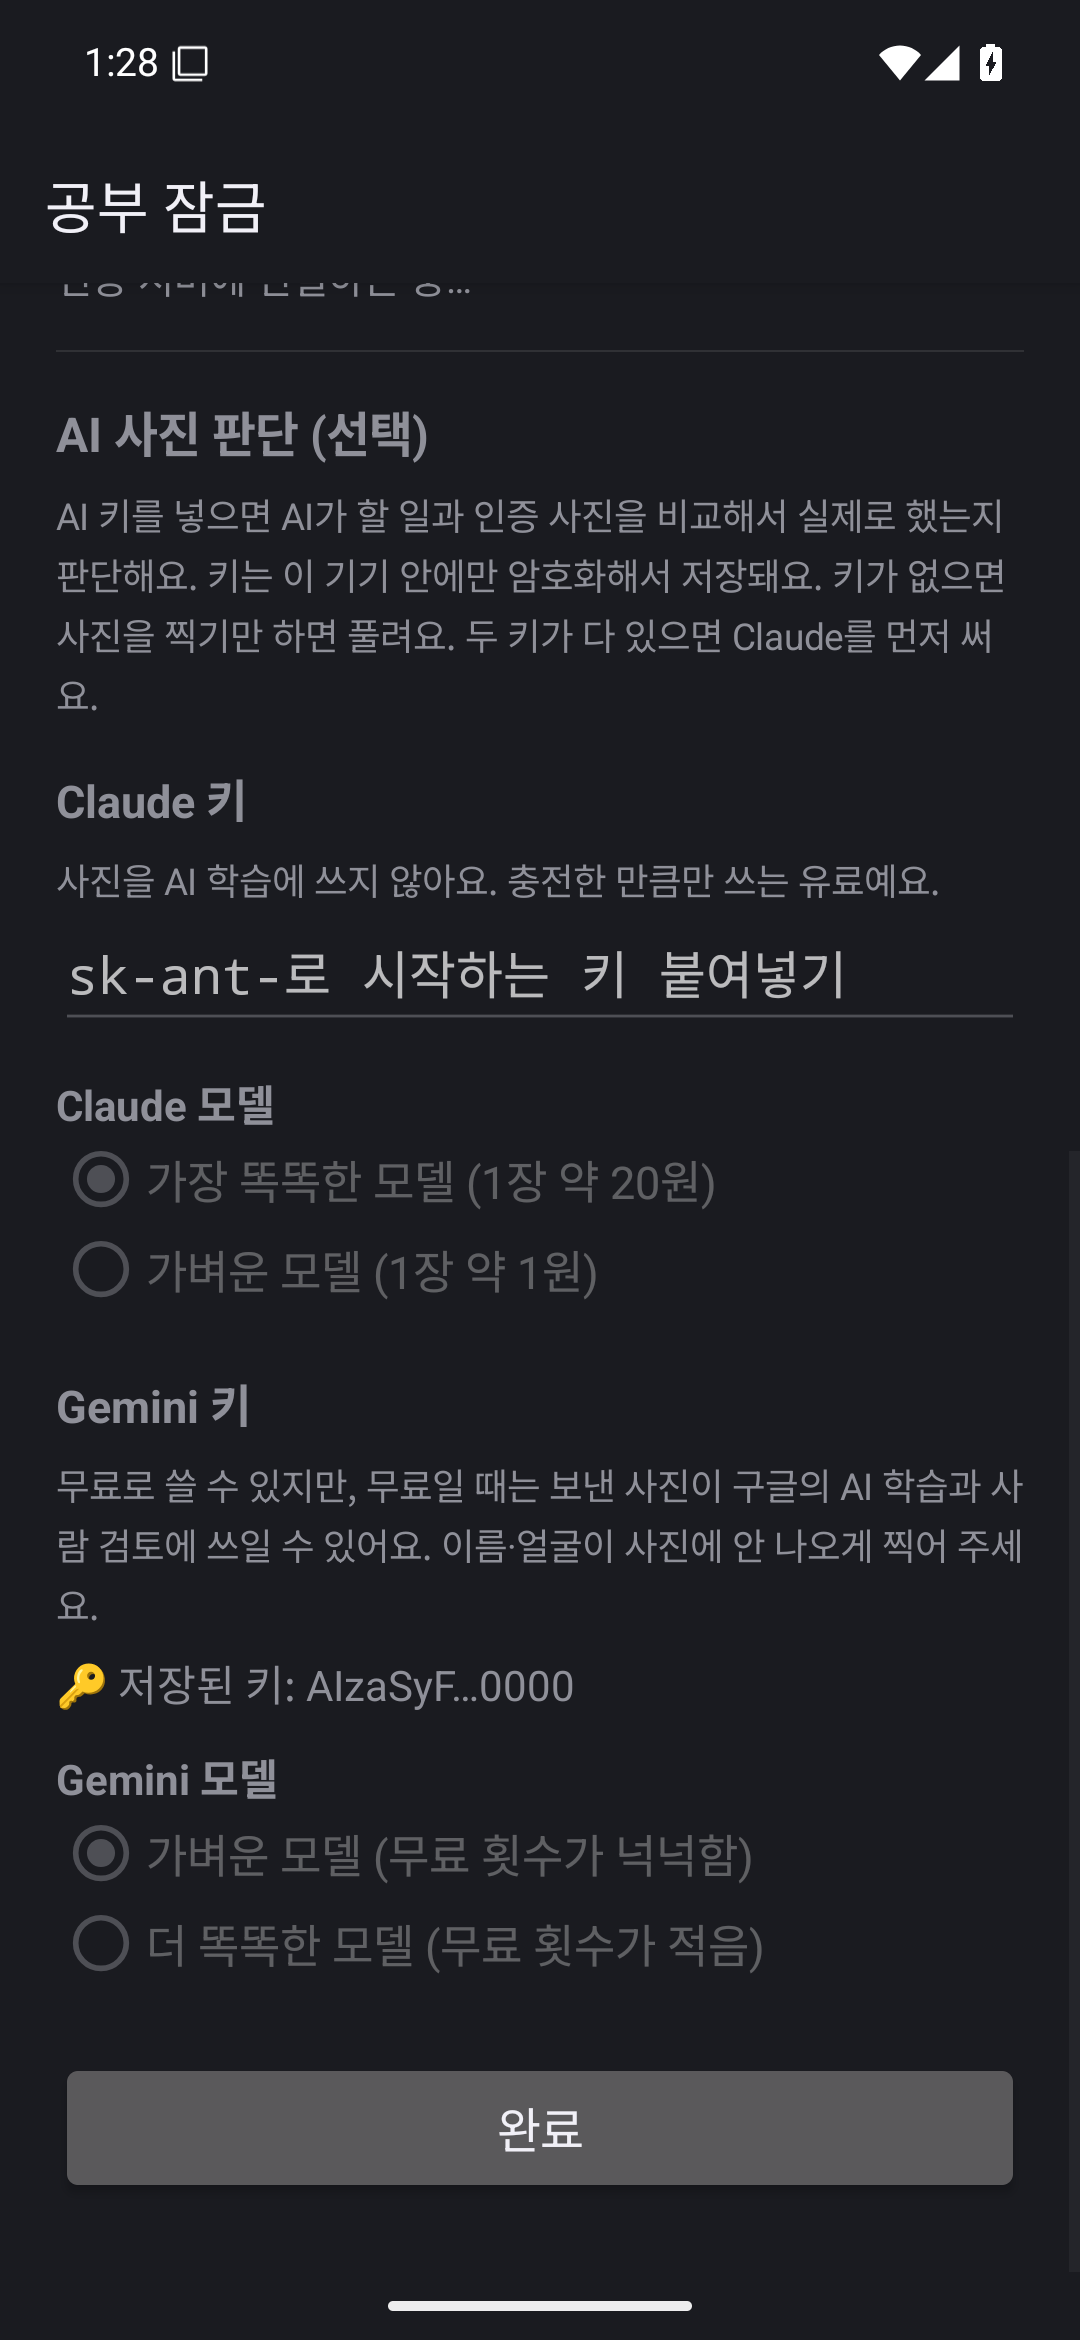 1:28
공부 잠금
AI 사진 판단 (선택)
AI 키를 넣으면 AI가 할 일과 인증 사진을 비교해서 실제로 했는지
판단해요. 키는 이 기기 안에만 암호화해서 저장돼요. 키가 없으면
사진을 찍기만 하면 풀려요. 두 키가 다 있으면 Claude를 먼저 써
요.
Claude 키
사진을 AI 학습에 쓰지 않아요. 충전한 만큼만 쓰는 유료예요.
sk-ant-로 시작하는 키 붙여넣기
Claude 모델
가장 똑똑한 모델 (1장 약 20원)
가벼운 모델 (1장 약 1원)
Gemini 키
무료로 쓸 수 있지만, 무료일 때는 보낸 사진이 구글의 AI 학습과 사
람 검토에 쓰일 수 있어요. 이름·얼굴이 사진에 안 나오게 찍어 주세
요.
🔑 저장된 키: AIzaSyF…0000
Gemini 모델
가벼운 모델 (무료 횟수가 넉넉함)
더 똑똑한 모델 (무료 횟수가 적음)
완료